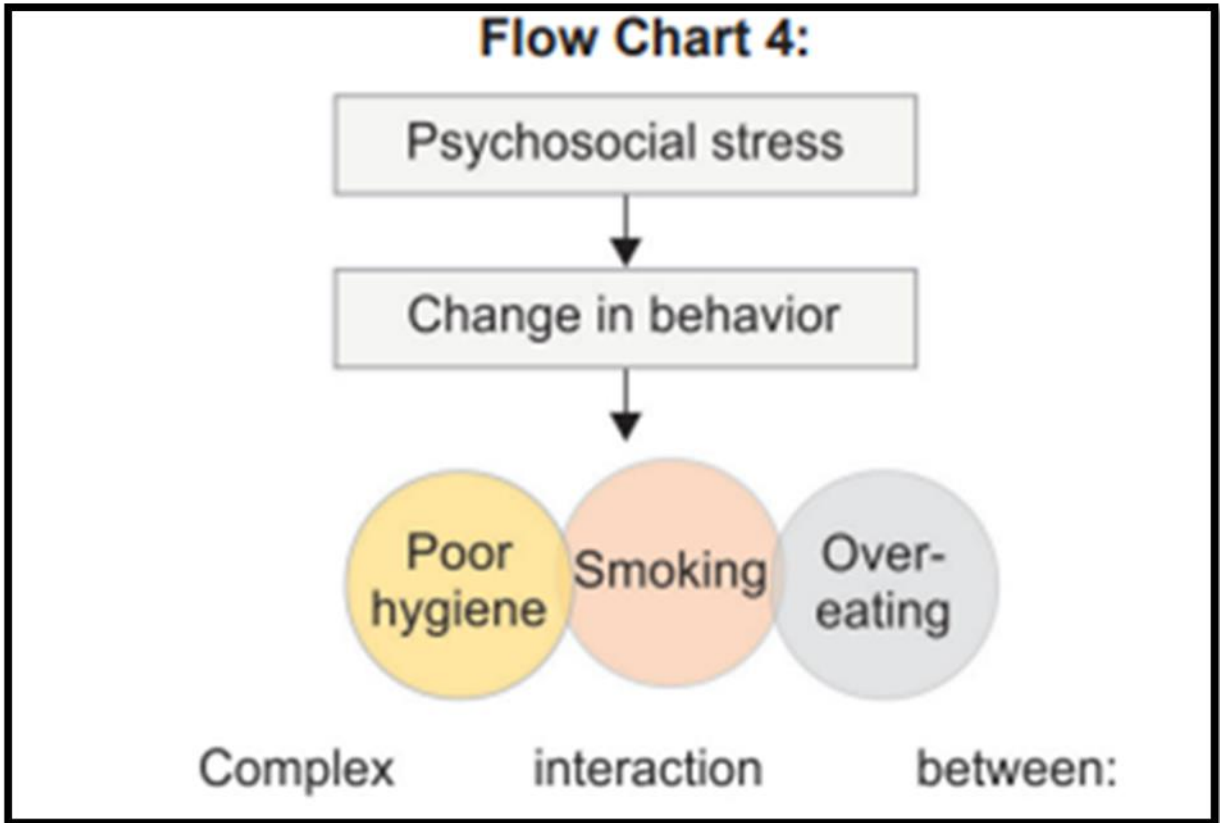 Flow Chart 4:
Psychosocial stress
Change in behavior
Poor
hygiene
Smoking
Over-
eating
Complex interaction between: